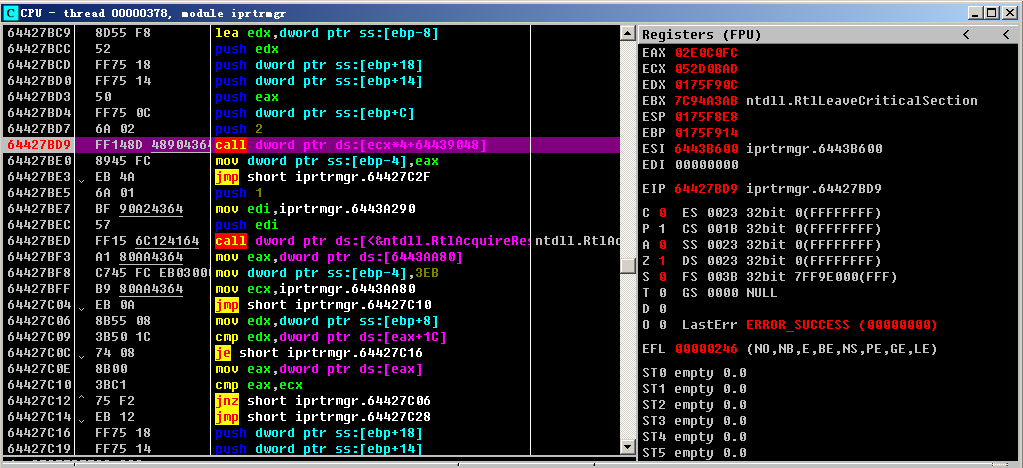 CPU - thread 00000378, module iprtrmgr
64427BC9 8D55 F8 lea edx,dword ptr ss:[ebp-8]
64427BCC 52 push edx
64427BCD FF75 18 push dword ptr ss:[ebp+18]
64427BD0 FF75 14 push dword ptr ss:[ebp+14]
64427BD3 50 push eax
64427BD4 FF75 0C push dword ptr ss:[ebp+C]
64427BD7 6A 02 push 2
64427BD9 FF148D 48904364 call dword ptr ds:[ecx*4+64439048]
64427BE0 8945 FC mov dword ptr ss:[ebp-4],eax
64427BE3 EB 4A jmp short iprtrmgr.64427C2F
64427BE5 6A 01 push 1
64427BE7 BF 90A24364 mov edi,iprtrmgr.6443A290
64427BEC 57 push edi
64427BED FF15 6C124164 call dword ptr ds:[<&ntdll.RtlAcquireRes ntdll.RtlAc
64427BF3 A1 80AA4364 mov eax,dword ptr ds:[6443AA80]
64427BF8 C745 FC EB03000 mov dword ptr ss:[ebp-4],3EB
64427BFF B9 80AA4364 mov ecx,iprtrmgr.6443AA80
64427C04 EB 0A jmp short iprtrmgr.64427C10
64427C06 8B55 08 mov edx,dword ptr ss:[ebp+8]
64427C09 3B50 1C cmp edx,dword ptr ds:[eax+1C]
64427C0C 74 08 je short iprtrmgr.64427C16
64427C0E 8B00 mov eax,dword ptr ds:[eax]
64427C10 3BC1 cmp eax,ecx
64427C12 75 F2 jnz short iprtrmgr.64427C06
64427C14 EB 12 jmp short iprtrmgr.64427C28
64427C16 FF75 18 push dword ptr ss:[ebp+18]
64427C19 FF75 14 push dword ptr ss:[ebp+14]
Registers (FPU) < <
EAX 02E0C0FC
ECX 052D0BAD
EDX 0175F90C
EBX 7C94A3AB ntdll.RtlLeaveCriticalSection
ESP 0175F8E8
EBP 0175F914
ESI 6443B600 iprtrmgr.6443B600
EDI 00000000
EIP 64427BD9 iprtrmgr.64427BD9
C 0 ES 0023 32bit 0(FFFFFFFF)
P 1 CS 001B 32bit 0(FFFFFFFF)
A 0 SS 0023 32bit 0(FFFFFFFF)
Z 1 DS 0023 32bit 0(FFFFFFFF)
S 0 FS 003B 32bit 7FF9E000(FFF)
T 0 GS 0000 NULL
D 0
O 0 LastErr ERROR_SUCCESS (00000000)
EFL 00000246 (NO,NB,E,BE,NS,PE,GE,LE)
ST0 empty 0.0
ST1 empty 0.0
ST2 empty 0.0
ST3 empty 0.0
ST4 empty 0.0
ST5 empty 0.0